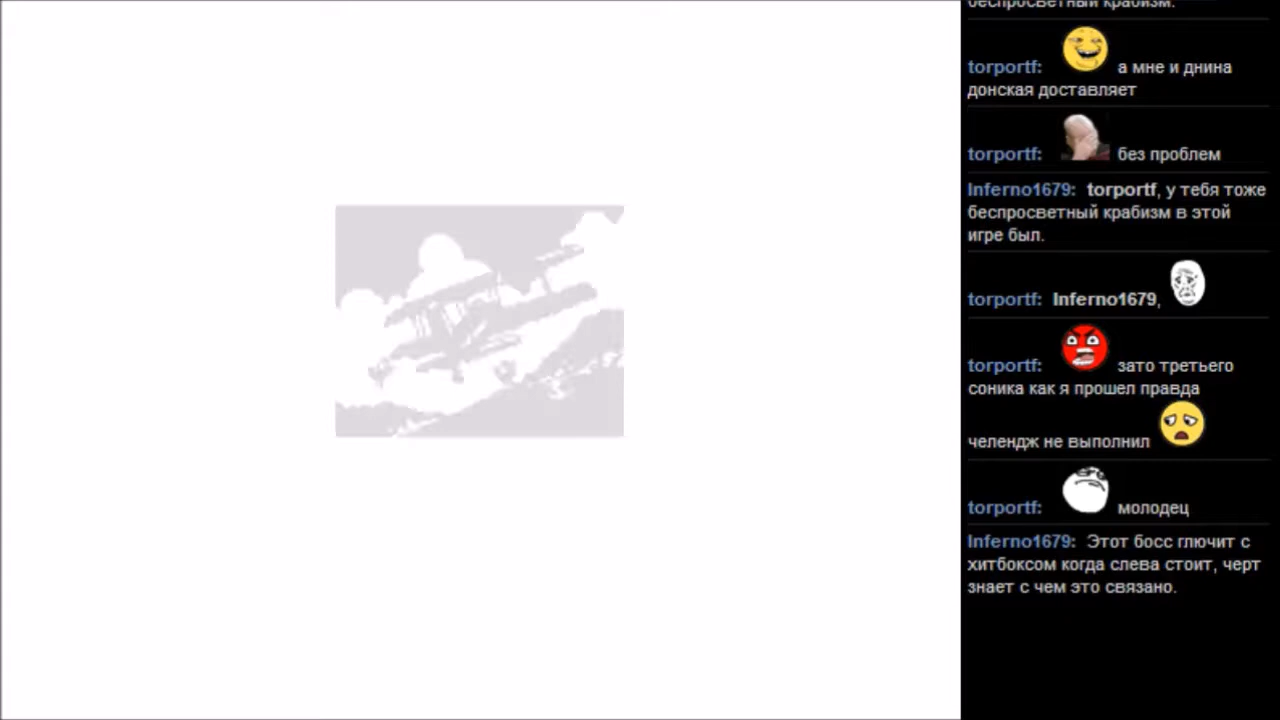 беспросветный крабизм.
torportf: а мне и днина
донская доставляет
torportf: без проблем
Inferno1679: torportf, у тебя тоже
беспросветный крабизм в этой
игре был.
torportf: Inferno1679,
torportf: зато третьего
соника как я прошел правда
челендж не выполнил
torportf: молодец
Inferno1679: Этот босс глючит с
хитбоксом когда слева стоит, черт
знает с чем это связано.